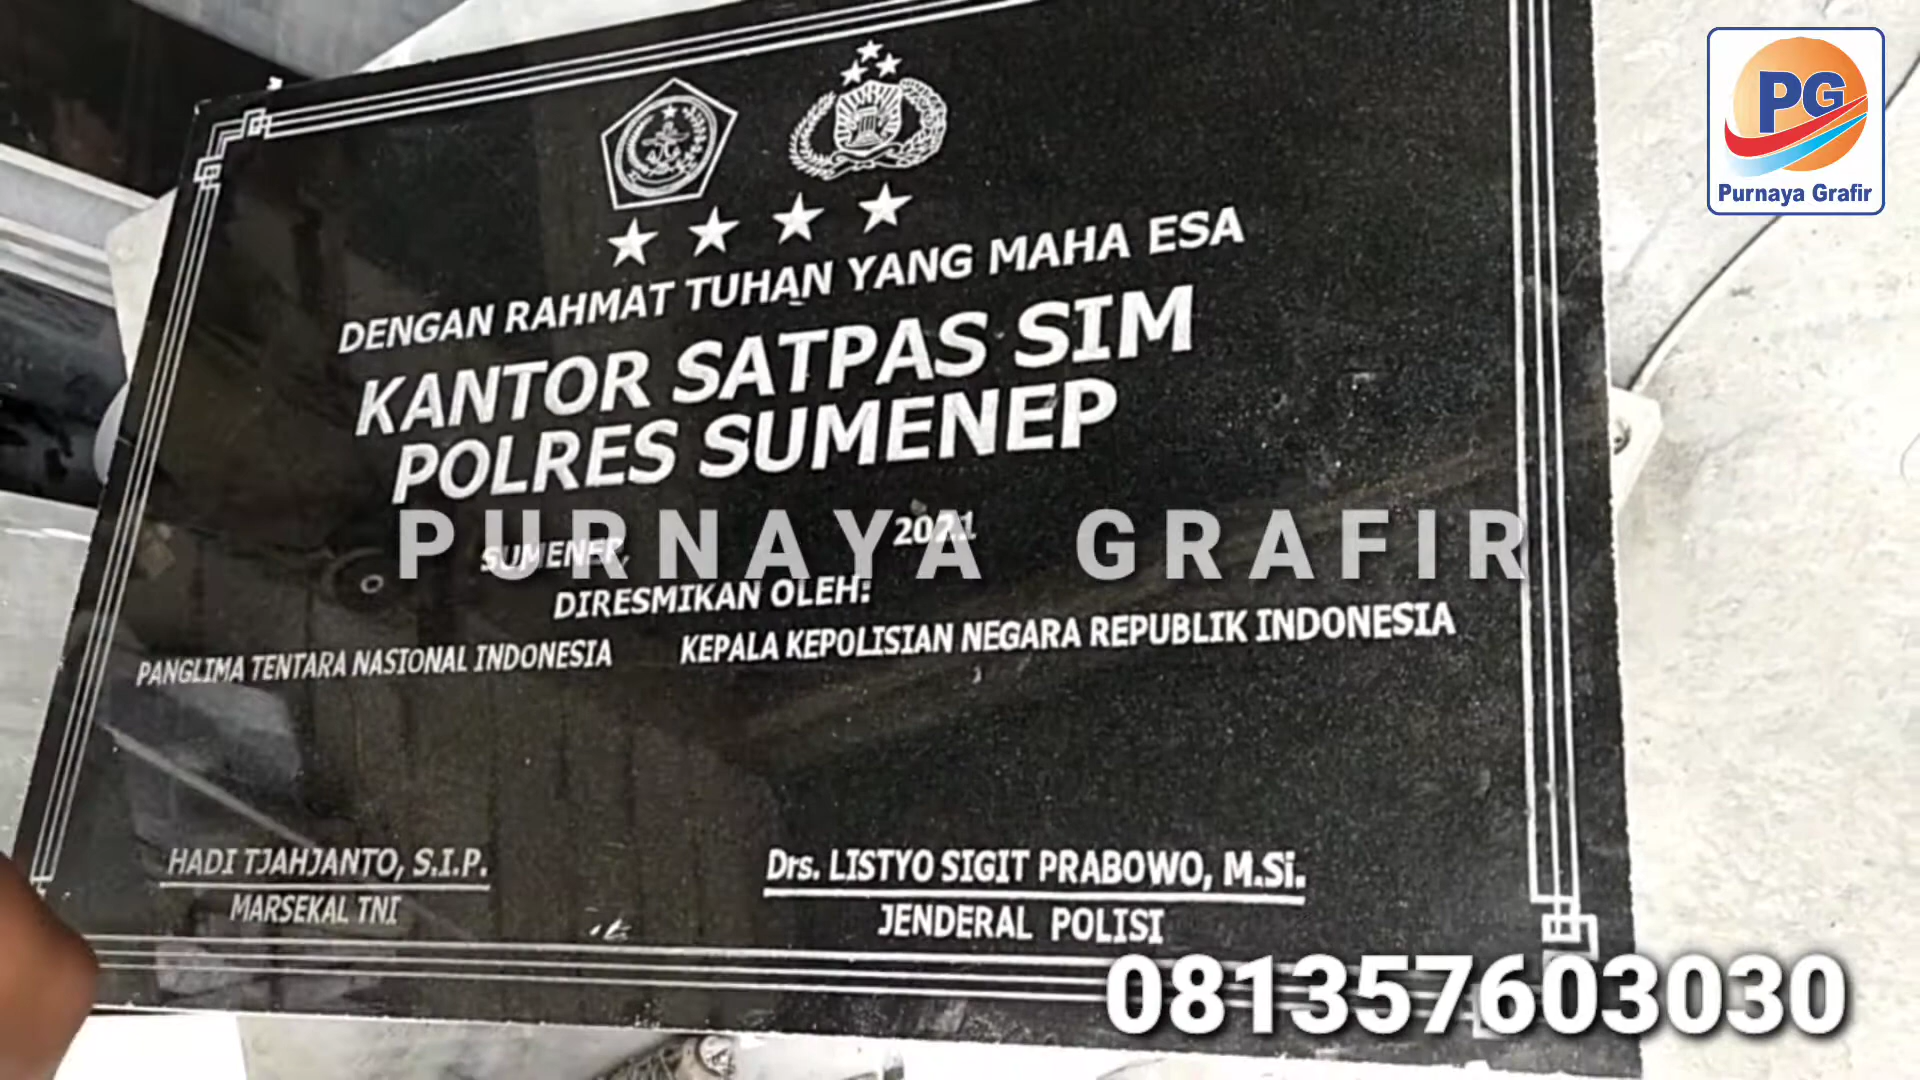 PG
Purnaya Grafir
DENGAN RAHMAT TUHAN YANG MAHA ESA
KANTOR SATPAS SIM
POLRES SUMENEP
PURNAYA GRAFIR
SUMENEP, 2021
DIRESMIKAN OLEH:
PANGLIMA TENTARA NASIONAL INDONESIA KEPALA KEPOLISIAN NEGARA REPUBLIK INDONESIA
HADI TJAHJANTO, S.I.P. Drs. LISTYO SIGIT PRABOWO, M.Si.
MARSEKAL TNI JENDERAL POLISI
081357603030